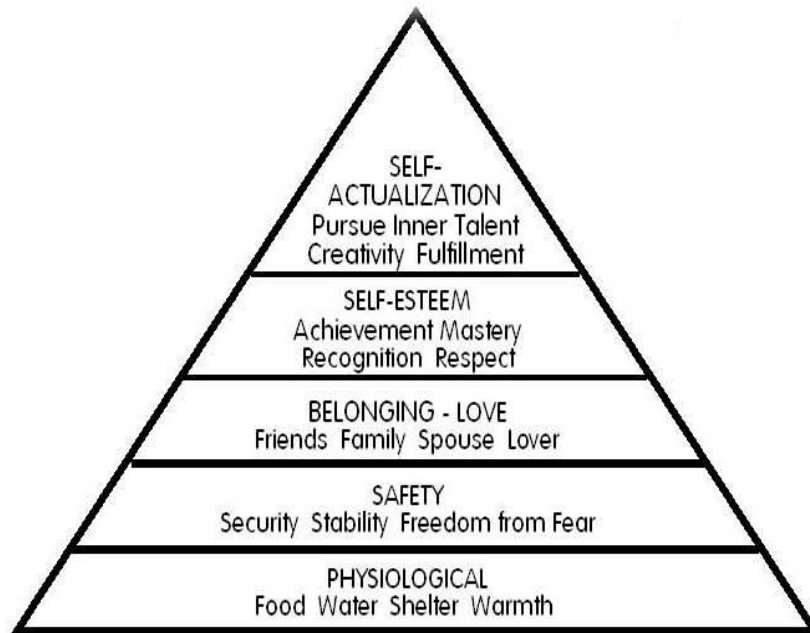 SELF-
ACTUALIZATION
Pursue Inner Talent
Creativity Fulfillment
SELF-ESTEEM
Achievement Mastery
Recognition Respect
BELONGING - LOVE
Friends Family Spouse Lover
SAFETY
Security Stability Freedom from Fear
PHYSIOLOGICAL
Food Water Shelter Warmth